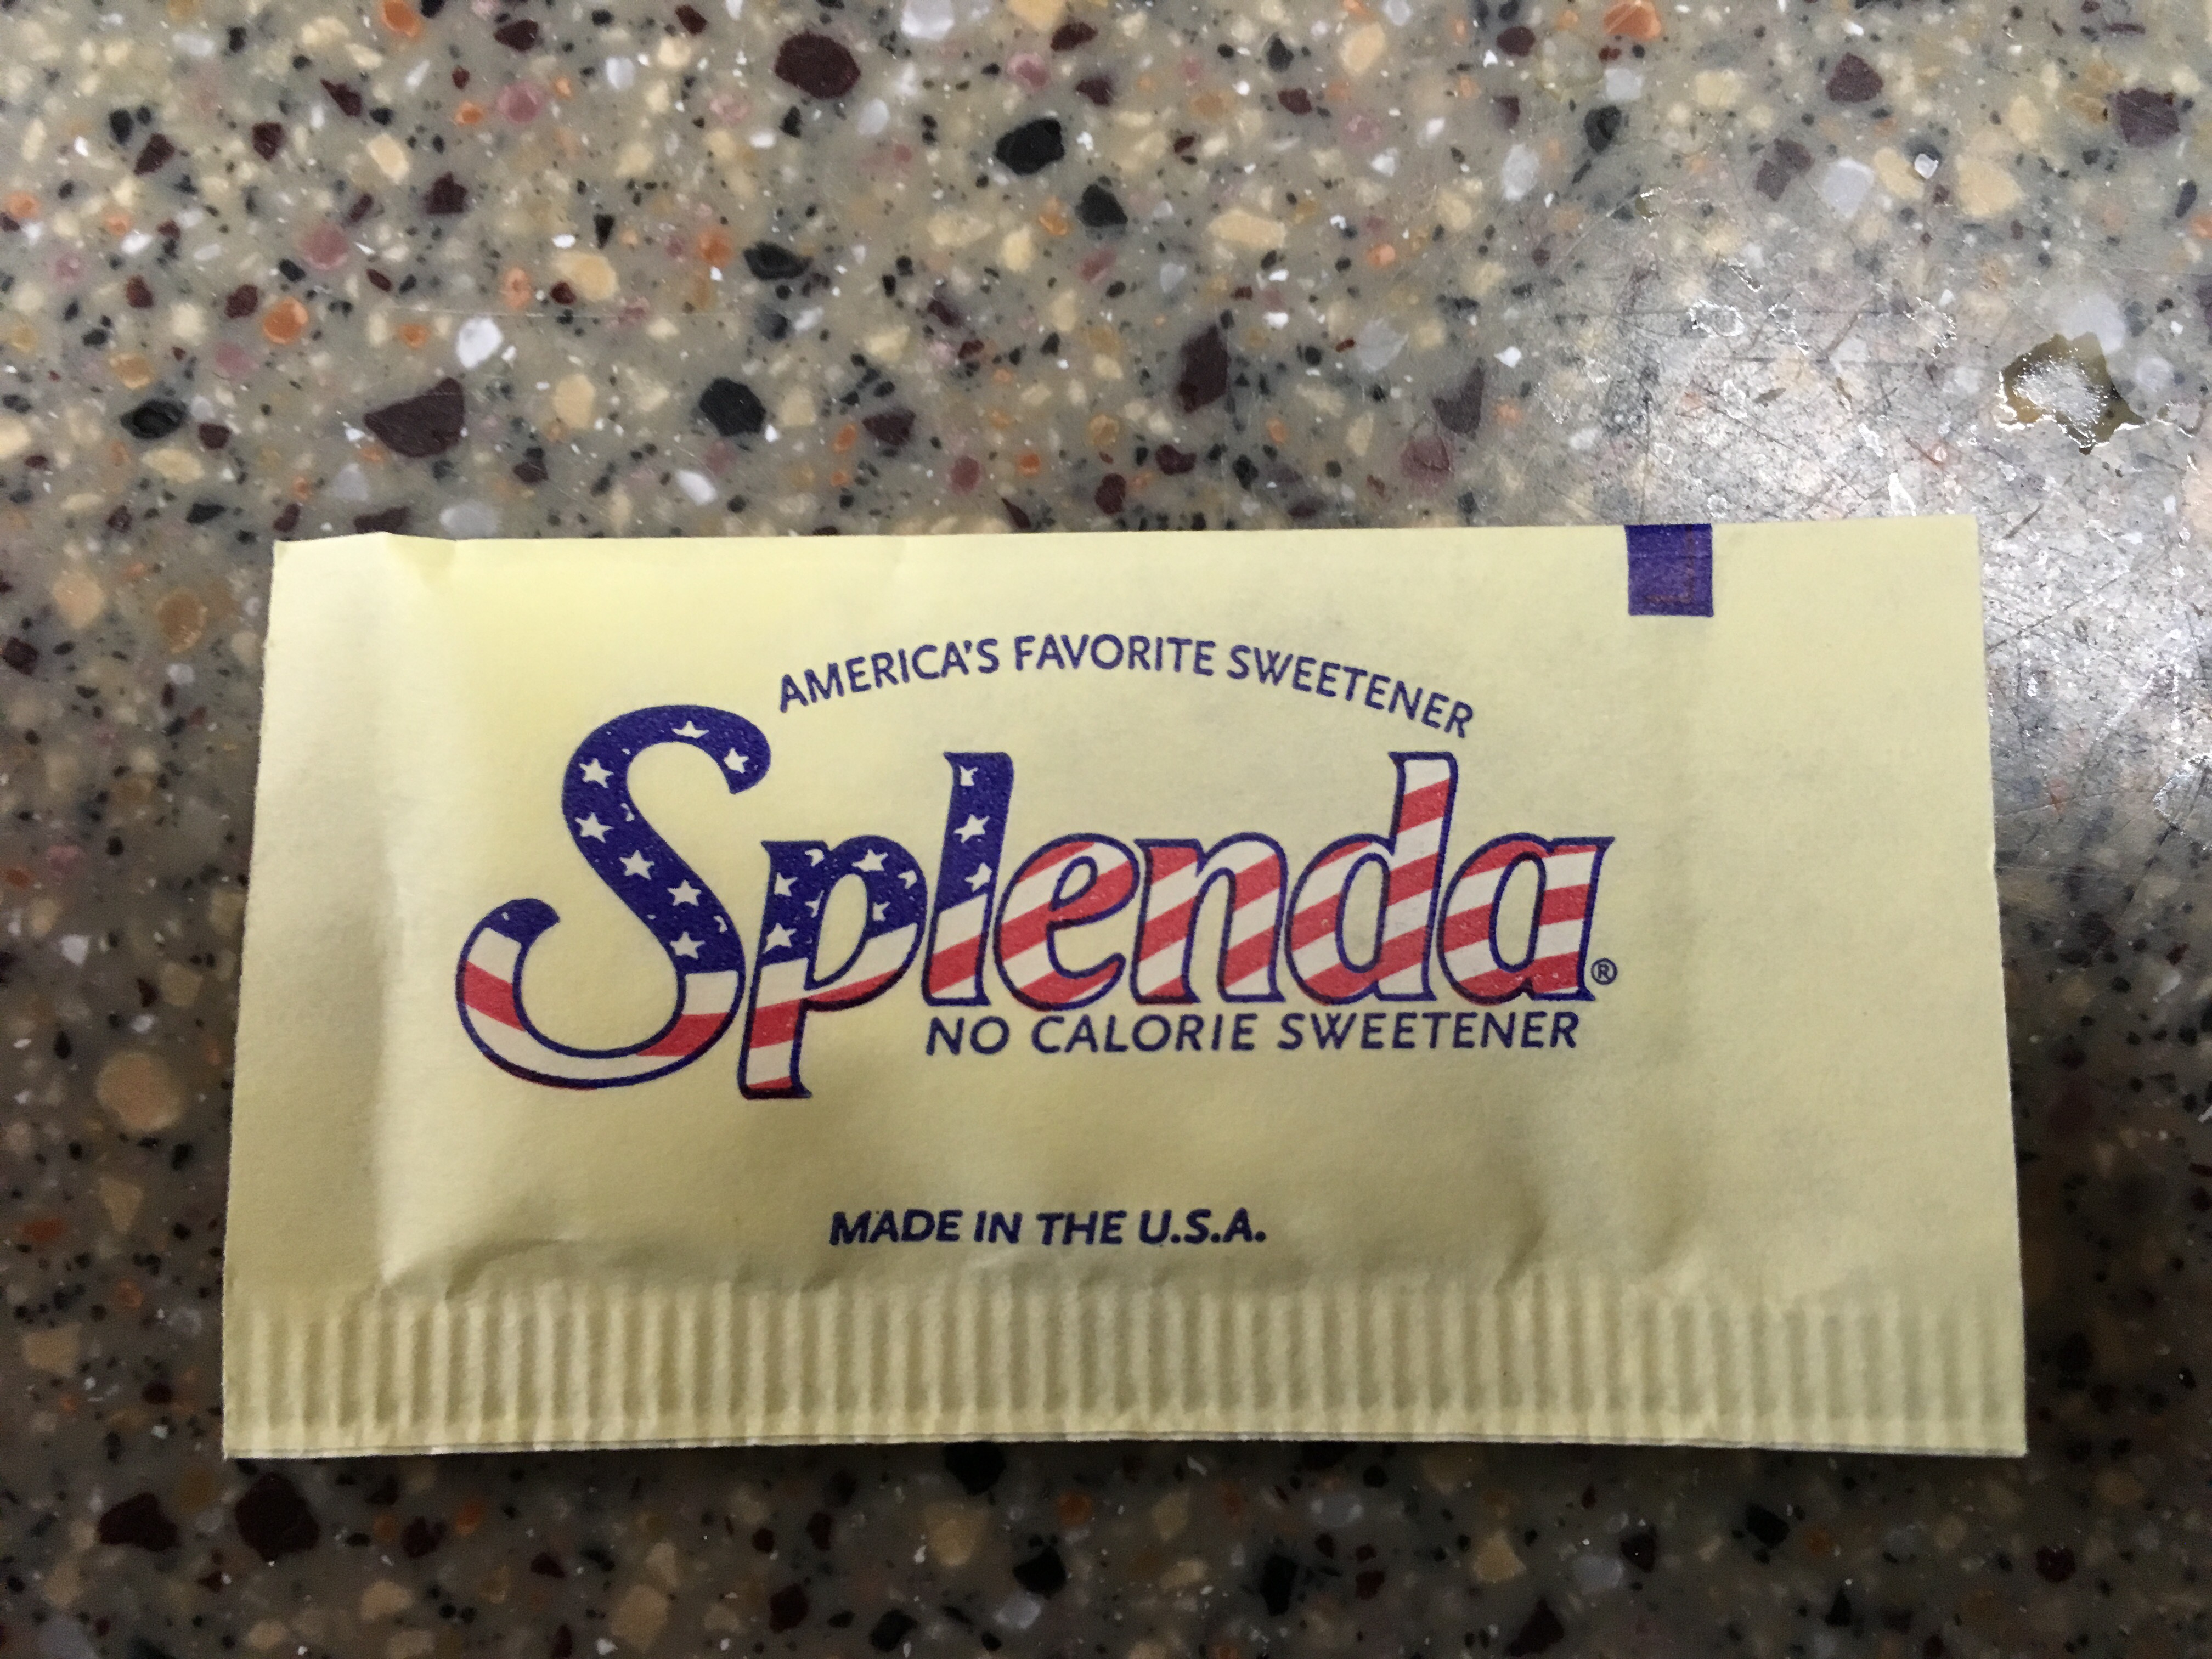 AMERICA'S FAVORITE SWEETENER
Splenda®
NO CALORIE SWEETENER
MADE IN THE U.S.A.